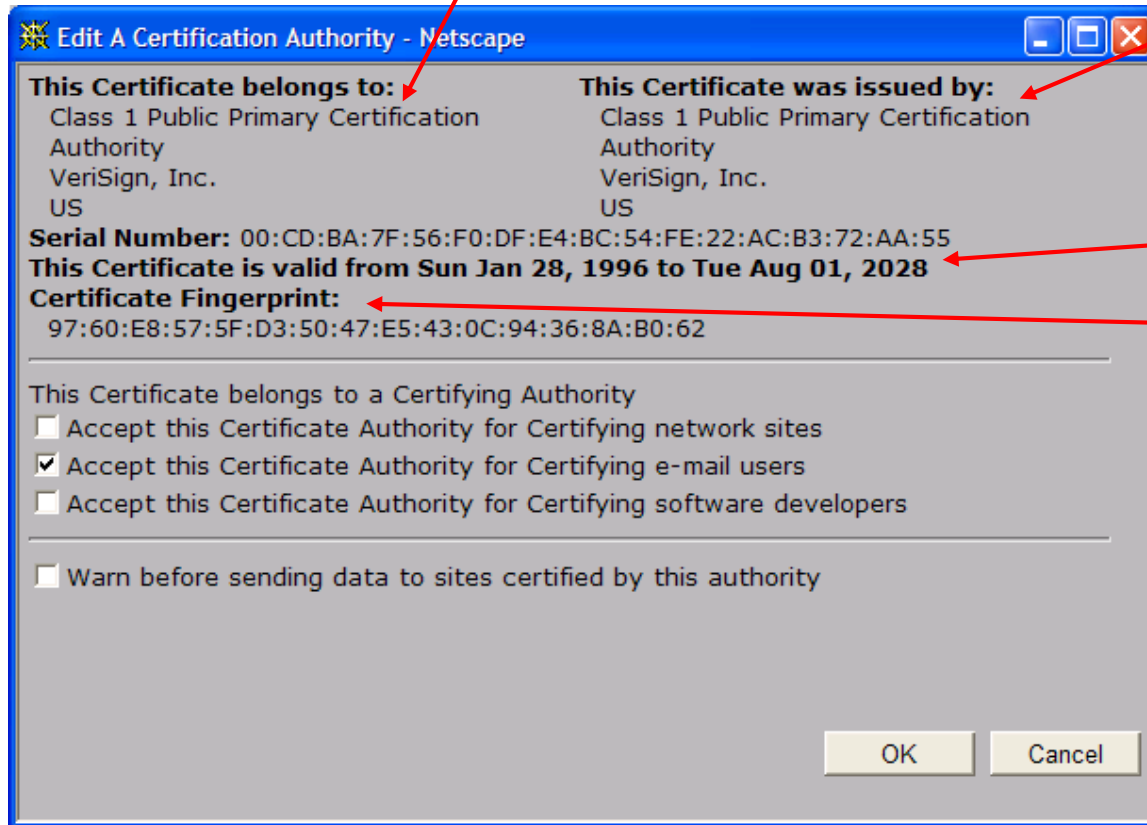 Edit A Certification Authority - Netscape
This Certificate belongs to:
Class 1 Public Primary Certification
Authority
VeriSign, Inc.
US
This Certificate was issued by:
Class 1 Public Primary Certification
Authority
VeriSign, Inc.
US
Serial Number: 00:CD:BA:7F:56:F0:DF:E4:BC:54:FE:22:AC:B3:72:AA:55
This Certificate is valid from Sun Jan 28, 1996 to Tue Aug 01, 2028
Certificate Fingerprint:
97:60:E8:57:5F:D3:50:47:E5:43:0C:94:36:8A:B0:62
This Certificate belongs to a Certifying Authority
Accept this Certificate Authority for Certifying network sites
Accept this Certificate Authority for Certifying e-mail users
Accept this Certificate Authority for Certifying software developers
Warn before sending data to sites certified by this authority
OK
Cancel